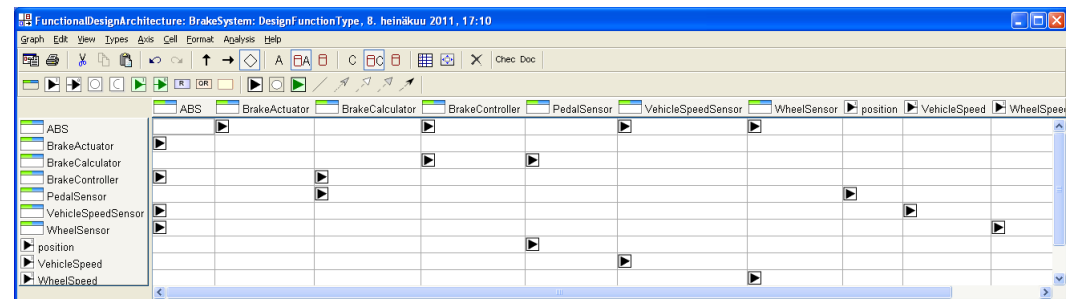 FunctionalDesignArchitecture: BrakeSystem: DesignFunctionType, 8. heinäkuu 2011, 17:10
Graph Edit View Types Axis Cell Format Analysis Help
A A C C Chec Doc
R OR
ABS BrakeActuator BrakeCalculator BrakeController PedalSensor VehicleSpeedSensor WheelSensor position VehicleSpeed WheelSpeed
ABS
BrakeActuator
BrakeCalculator
BrakeController
PedalSensor
VehicleSpeedSensor
WheelSensor
position
VehicleSpeed
WheelSpeed